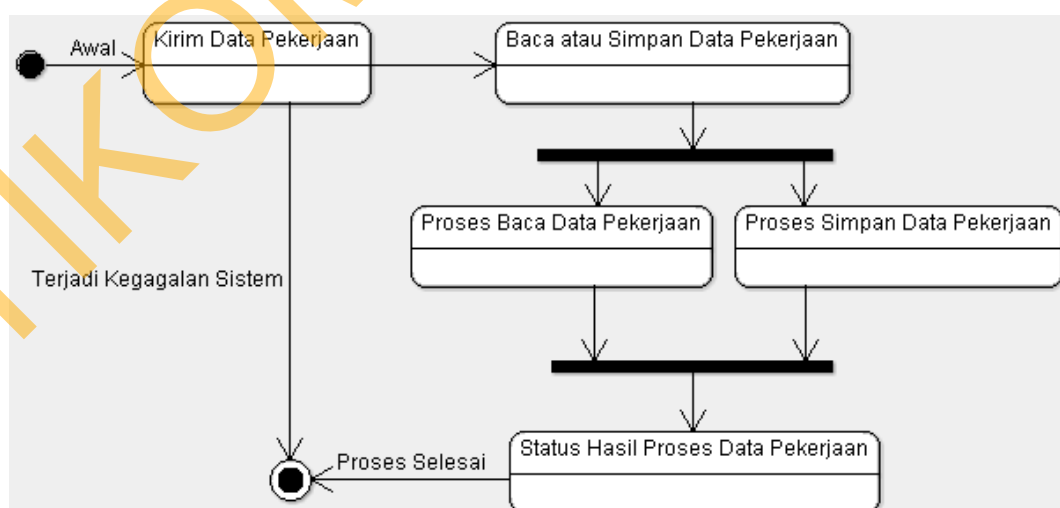 Awal
Kirim Data Pekerjaan
Baca atau Simpan Data Pekerjaan
Proses Baca Data Pekerjaan
Proses Simpan Data Pekerjaan
Terjadi Kegagalan Sistem
Status Hasil Proses Data Pekerjaan
Proses Selesai